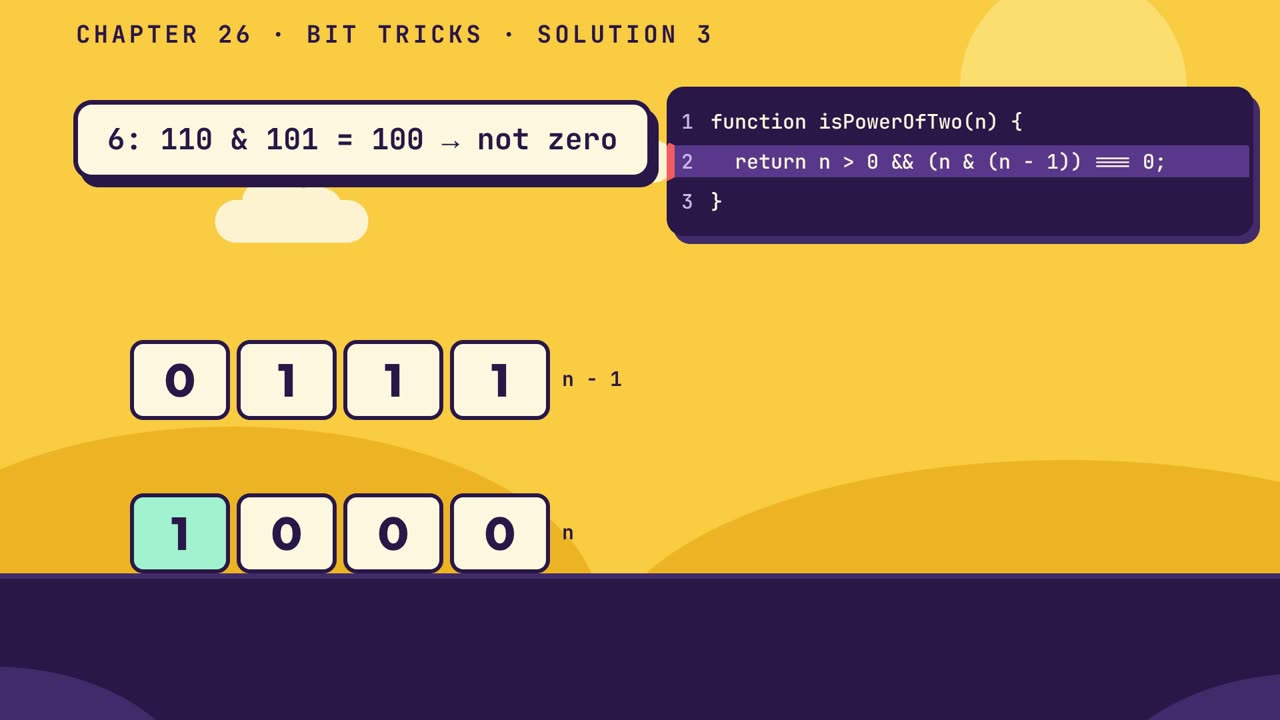 CHAPTER 26 · BIT TRICKS · SOLUTION 3
6: 110 & 101 = 100 → not zero
1 function isPowerOfTwo(n) {
2 return n > 0 && (n & (n - 1)) === 0;
3 }
0 1 1 1 n - 1
1 0 0 0 n